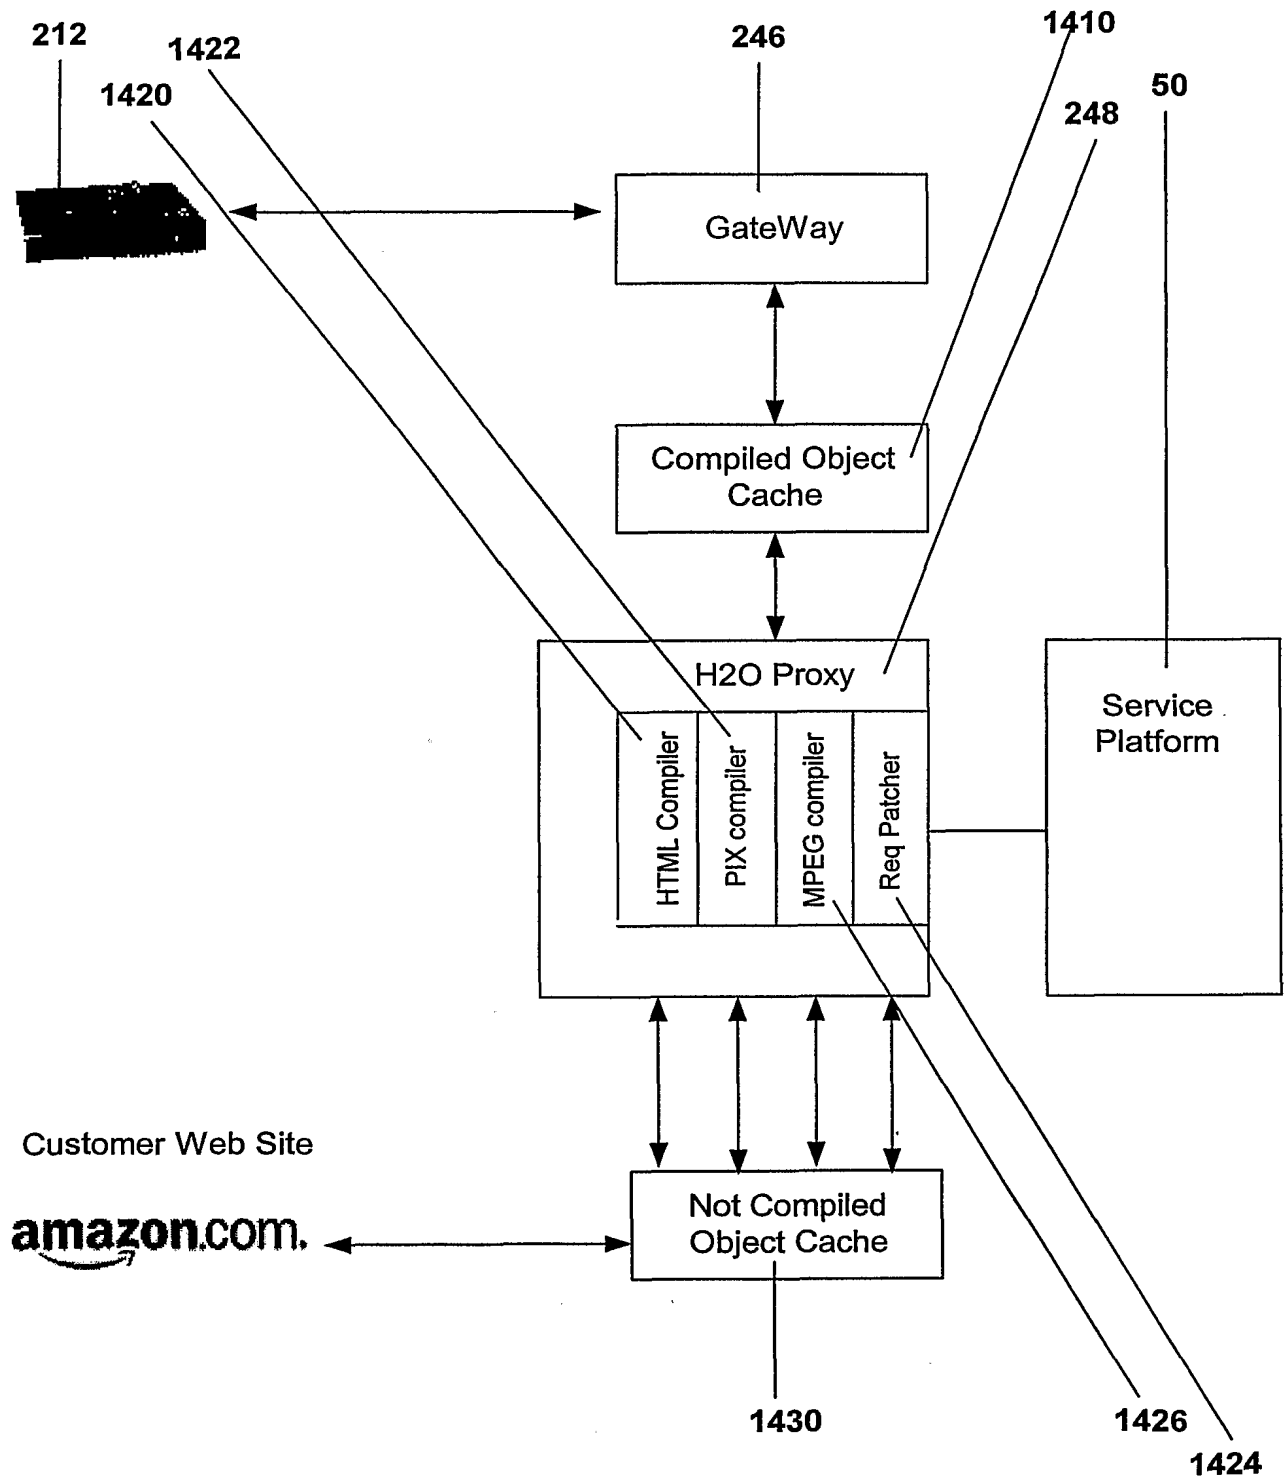 212
1422
246
1410
1420
50
248
GateWay
Compiled Object
Cache
H2O Proxy
HTML Compiler
PIX compiler
MPEG compiler
Req Patcher
Service
Platform
Customer Web Site
amazon.com.
Not Compiled
Object Cache
1430
1426
1424